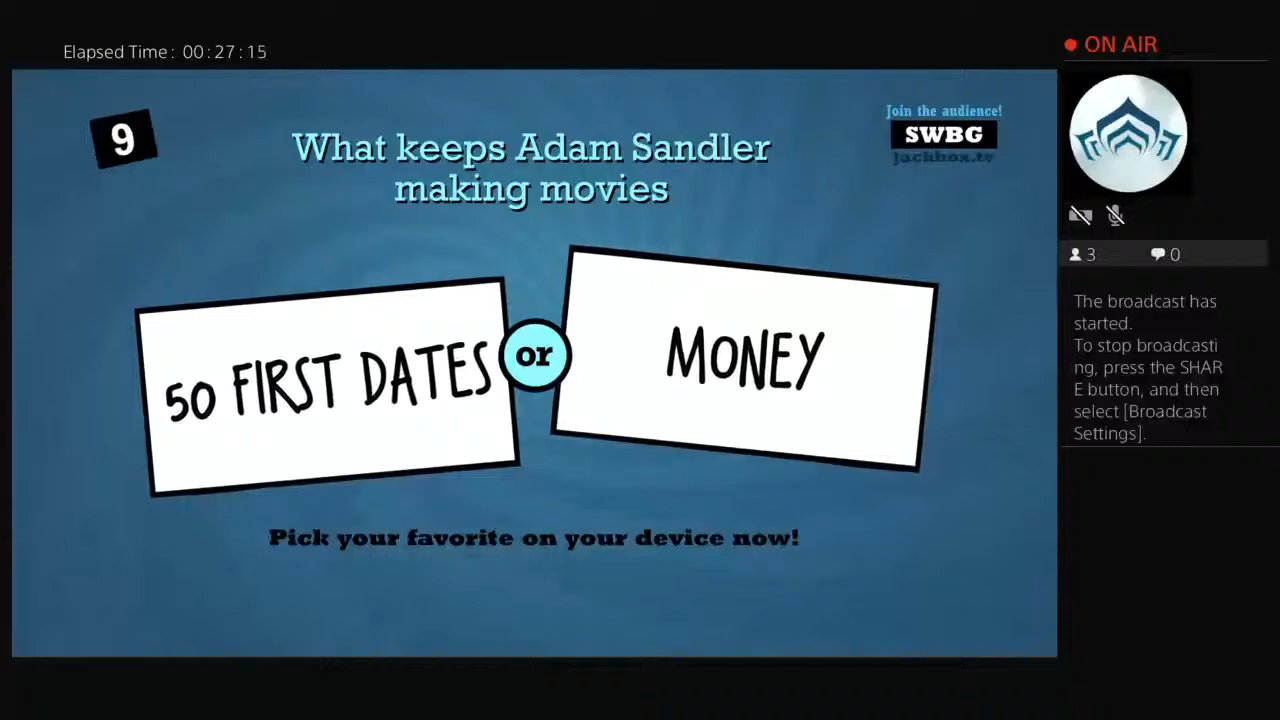 Elapsed Time: 00:27:15
ON AIR
9
What keeps Adam Sandler
making movies
Join the audience!
SWBG
jackbox.tv
50 FIRST DATES
or
MONEY
Pick your favorite on your device now!
3
0
The broadcast has
started.
To stop broadcasti
ng, press the SHAR
E button, and then
select [Broadcast
Settings].